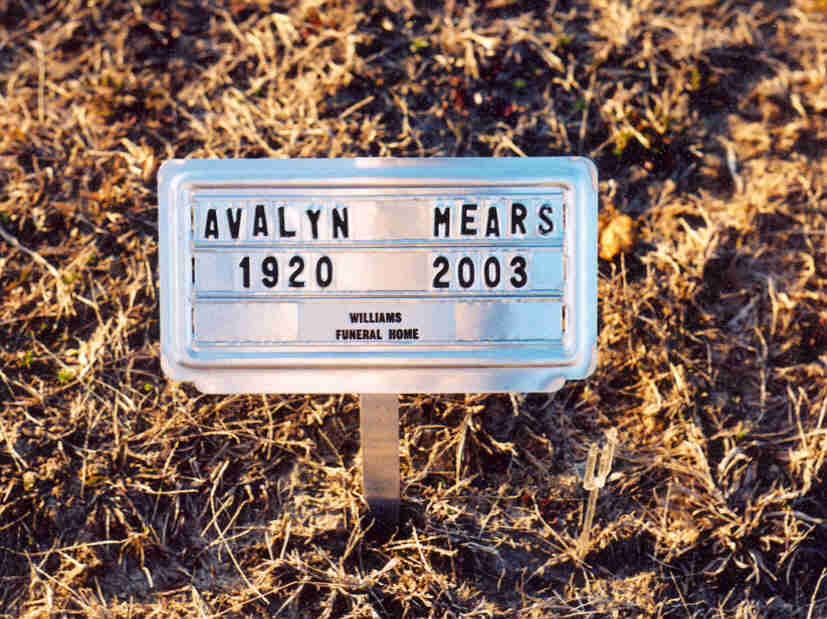 AVALYN MEARS
1920 2003
WILLIAMS
FUNERAL HOME